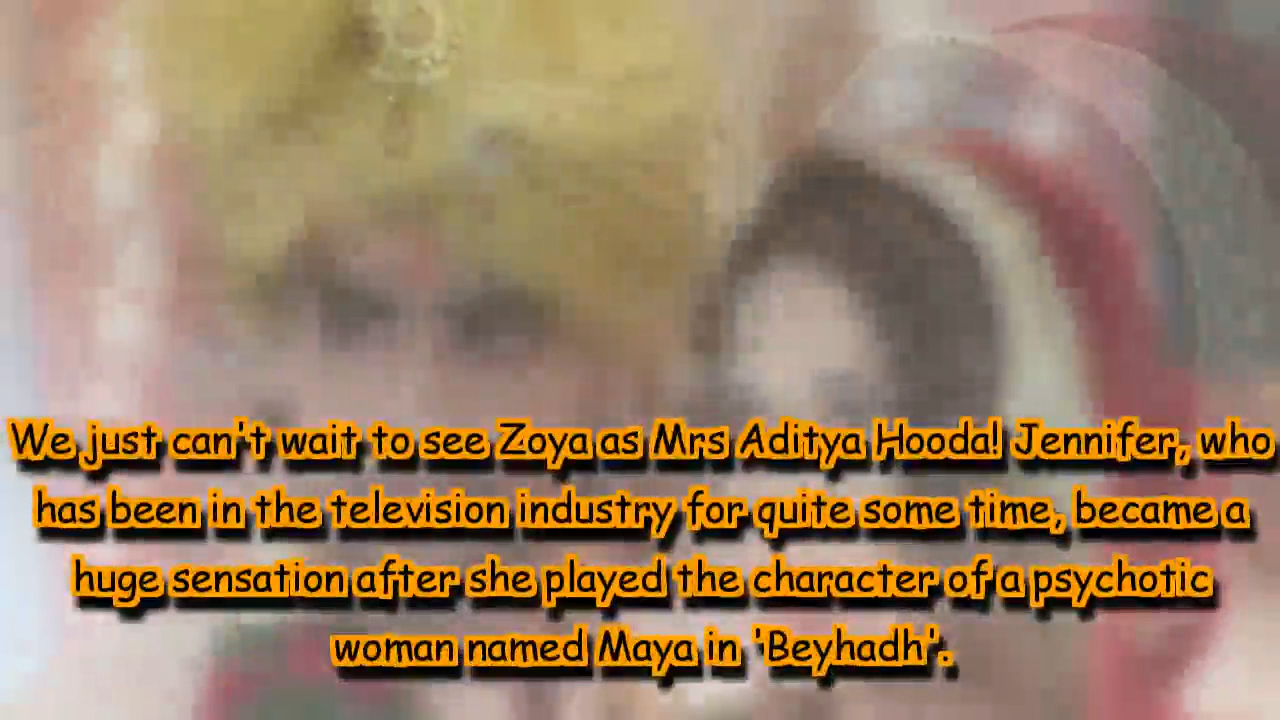 We just can't wait to see Zoya as Mrs Aditya Hooda! Jennifer, who
has been in the television industry for quite some time, became a
huge sensation after she played the character of a psychotic
woman named Maya in 'Beyhadh'.